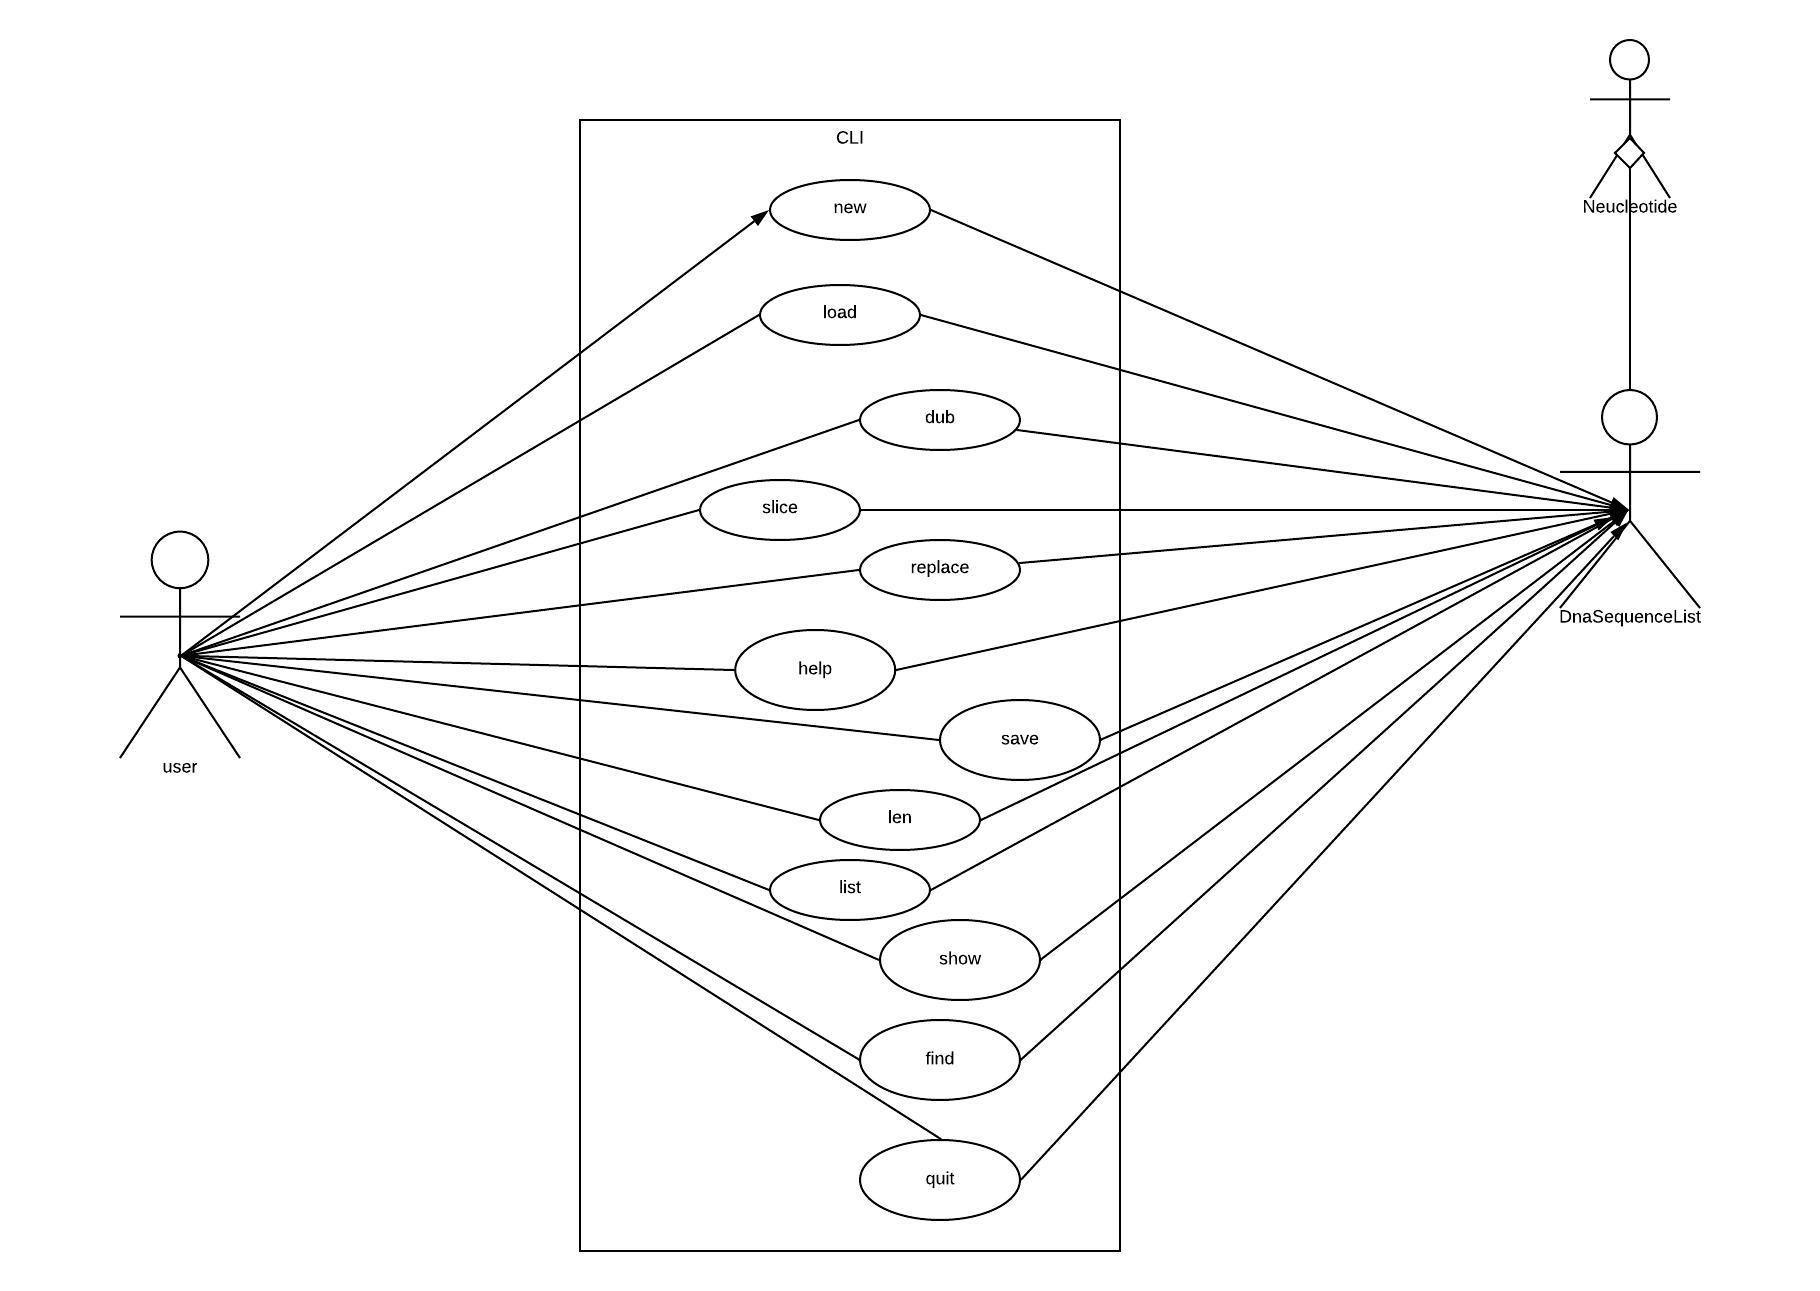 CLI
new
Neucleotide
load
dub
slice
replace
DnaSequenceList
help
save
user
len
list
show
find
quit